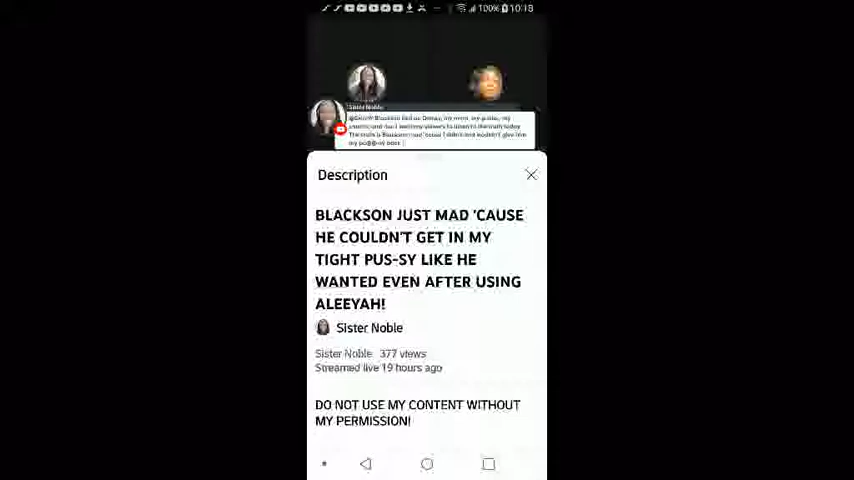 100% 10:18
Sister Noble
Description
BLACKSON JUST MAD 'CAUSE
HE COULDN'T GET IN MY
TIGHT PUS-SY LIKE HE
WANTED EVEN AFTER USING
ALEEYAH!
Sister Noble
Sister Noble 377 views
Streamed live 19 hours ago
DO NOT USE MY CONTENT WITHOUT
MY PERMISSION!